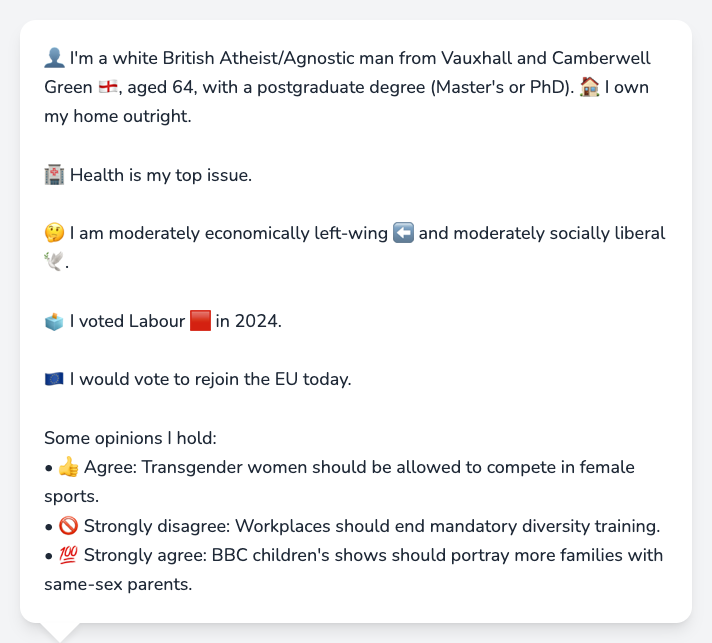 👤 I'm a white British Atheist/Agnostic man from Vauxhall and Camberwell
Green 🏴󠁧󠁢󠁥󠁮󠁧󠁿, aged 64, with a postgraduate degree (Master's or PhD). 🏠 I own
my home outright.
🏥 Health is my top issue.
🤔 I am moderately economically left-wing ⬅️ and moderately socially liberal
🕊️.
🗳️ I voted Labour 🟥 in 2024.
🇪🇺 I would vote to rejoin the EU today.
Some opinions I hold:
• 👍 Agree: Transgender women should be allowed to compete in female
sports.
• 🚫 Strongly disagree: Workplaces should end mandatory diversity training.
• 💯 Strongly agree: BBC children's shows should portray more families with
same-sex parents.